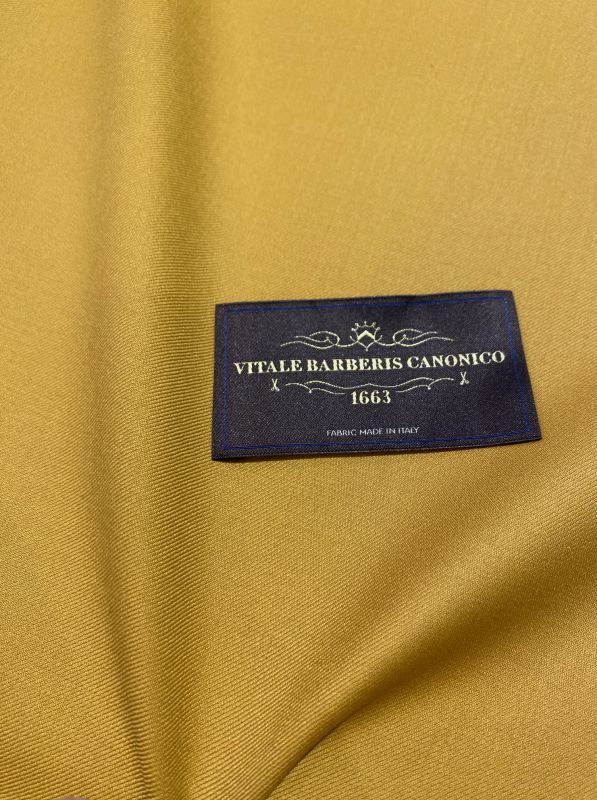 VITALE BARBERIS CANONICO
1663
FABRIC MADE IN ITALY